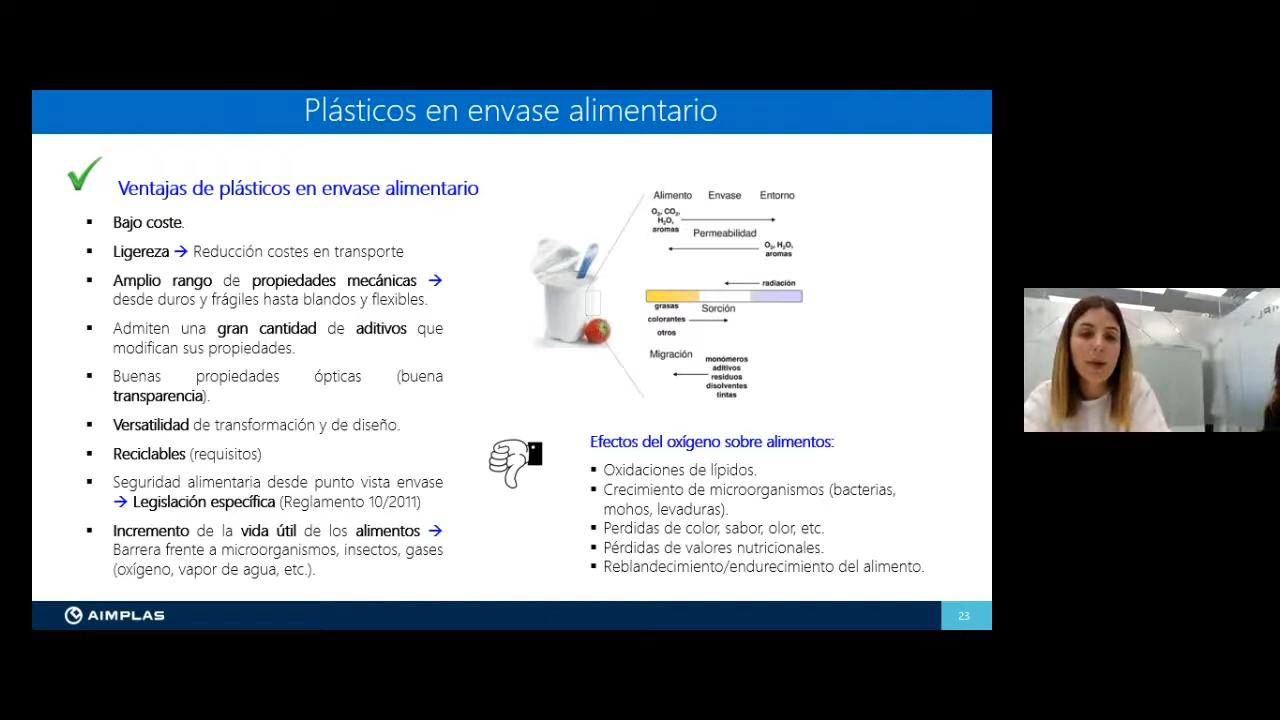 Plásticos en envase alimentario
Ventajas de plásticos en envase alimentario
▪ Bajo coste.
▪ Ligereza → Reducción costes en transporte
▪ Amplio rango de propiedades mecánicas →
desde duros y frágiles hasta blandos y flexibles.
▪ Admiten una gran cantidad de aditivos que
modifican sus propiedades.
▪ Buenas propiedades ópticas (buena
transparencia).
▪ Versatilidad de transformación y de diseño.
▪ Reciclables (requisitos)
▪ Seguridad alimentaria desde punto vista envase
→ Legislación específica (Reglamento 10/2011)
▪ Incremento de la vida útil de los alimentos →
Barrera frente a microorganismos, insectos, gases
(oxígeno, vapor de agua, etc.).
Alimento Envase Entorno
O₂, CO₂,
H₂O,
aromas
Permeabilidad
O₂, H₂O,
aromas
radiación
grasas
Sorción
colorantes
otros
Migración
monómeros
aditivos
residuos
disolventes
tintas
Efectos del oxígeno sobre alimentos:
▪ Oxidaciones de lípidos.
▪ Crecimiento de microorganismos (bacterias,
mohos, levaduras).
▪ Perdidas de color, sabor, olor, etc.
▪ Pérdidas de valores nutricionales.
▪ Reblandecimiento/endurecimiento del alimento.
AIMPLAS
23